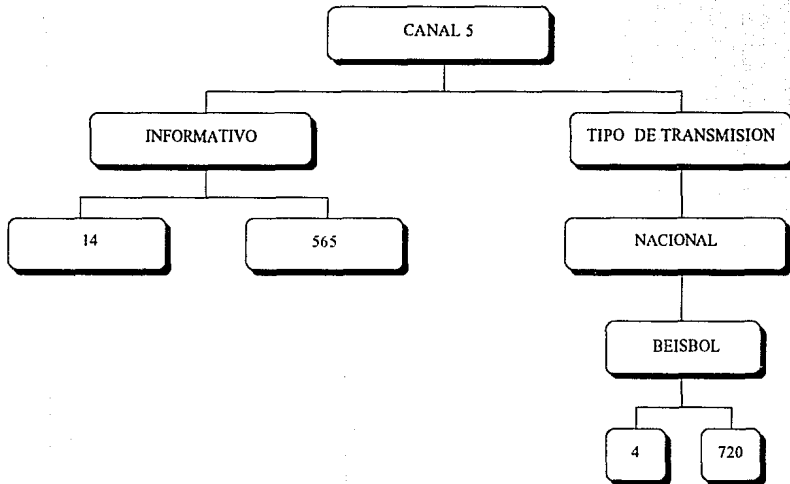 CANAL 5
INFORMATIVO
TIPO DE TRANSMISION
14
565
NACIONAL
BEISBOL
4
720